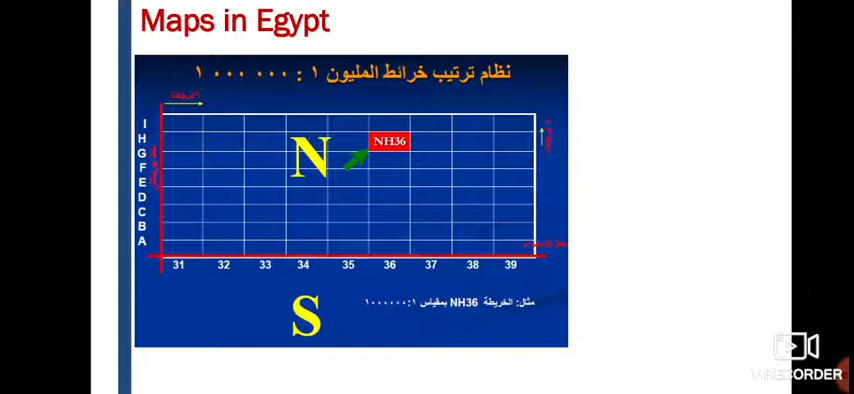 Maps in Egypt
نظام ترتيب خرائط المليون ١ : ١ ٠٠٠ ٠٠٠
I
H
G
F
E
D
C
B
A
N
NH36
31 32 33 34 35 36 37 38 39
S
مثال: الخريطة NH36 بمقياس ١:١٠٠٠٠٠٠
V.RECORDER